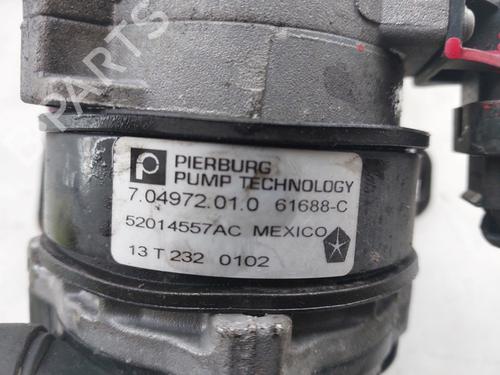 PARTS
PIERBURG
PUMP TECHNOLOGY
7.04972.01.0 61688-C
52014557AC MEXICO
13 T 232 0102